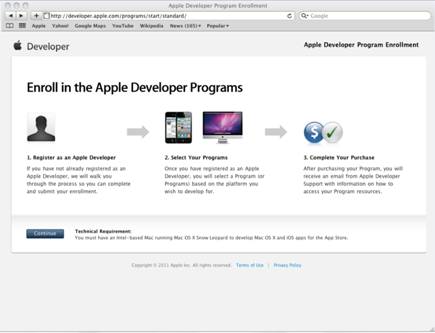 Apple Developer Program Enrollment
http://developer.apple.com/programs/start/standard/
Google
Apple Yahoo! Google Maps YouTube Wikipedia News (585) Popular
Developer
Apple Developer Program Enrollment
Enroll in the Apple Developer Programs
1. Register as an Apple Developer
If you have not already registered as an
Apple Developer, we will walk you
through the process so you can complete
and submit your enrollment.
2. Select Your Programs
Once you have registered as an Apple
Developer, you will select a Program (or
Programs) based on the platform you
wish to develop for.
3. Complete Your Purchase
After purchasing your Program, you will
receive an email from Apple Developer
Support with information on how to
access your Program resources.
Continue
Technical Requirement:
You must have an Intel-based Mac running Mac OS X Snow Leopard to develop Mac OS X and iOS apps for the App Store.
Copyright © 2011 Apple Inc. All rights reserved. Terms of Use | Privacy Policy